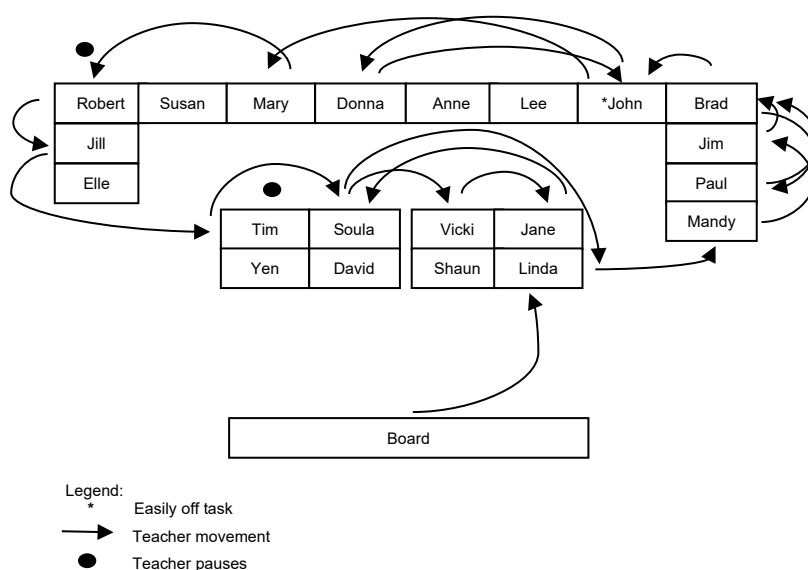 Robert Susan Mary Donna Anne Lee *John Brad
Jill Jim
Elle Paul
Mandy
Tim Soula Vicki Jane
Yen David Shaun Linda
Board
Legend:
* Easily off task
Teacher movement
Teacher pauses